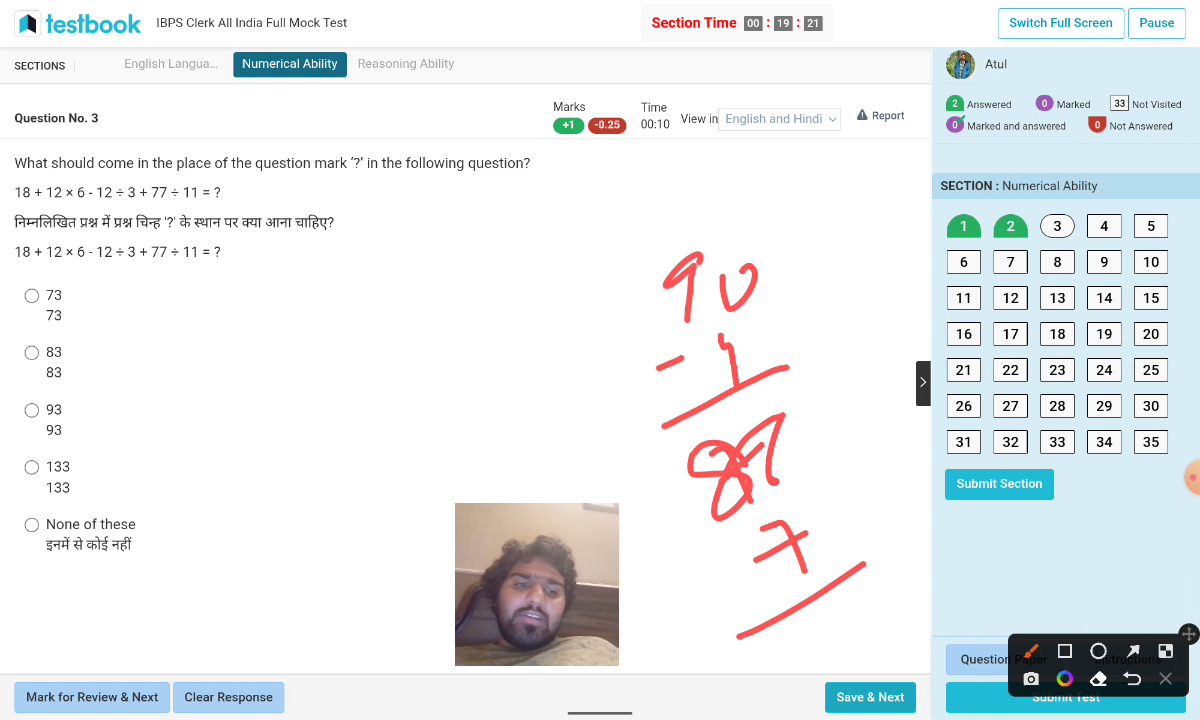 testbook IBPS Clerk All India Full Mock Test Section Time 00 : 19 : 21 Switch Full Screen Pause
SECTIONS English Langua... Numerical Ability Reasoning Ability
Atul
2 Answered 0 Marked 33 Not Visited
0 Marked and answered 0 Not Answered
Question No. 3
Marks
+1 -0.25
Time
00:10
View in English and Hindi
Report
What should come in the place of the question mark '?' in the following question?
18 + 12 × 6 - 12 ÷ 3 + 77 ÷ 11 = ?
निम्नलिखित प्रश्न में प्रश्न चिन्ह '?' के स्थान पर क्या आना चाहिए?
18 + 12 × 6 - 12 ÷ 3 + 77 ÷ 11 = ?
73
73
83
83
93
93
133
133
None of these
इनमें से कोई नहीं
90
7
SECTION : Numerical Ability
1 2 3 4 5
6 7 8 9 10
11 12 13 14 15
16 17 18 19 20
21 22 23 24 25
26 27 28 29 30
31 32 33 34 35
Submit Section
Question Paper Instructions
Submit Test
Mark for Review & Next Clear Response Save & Next